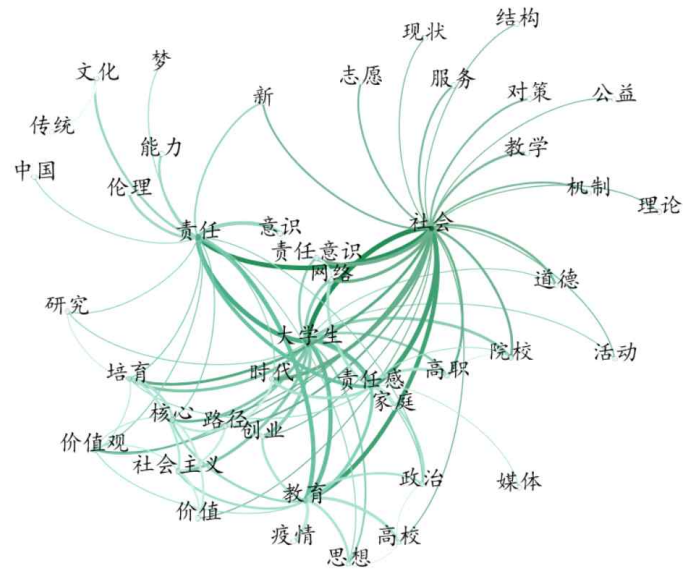 结构
现状
文化
梦
志愿
服务
新
对策
公益
传统
能力
教学
中国
伦理
机制
理论
责任
意识
社会
责任意识
网络
道德
研究
大学生
院校
活动
培育
时代
责任感
高职
家庭
核心
路径
创业
价值观
社会主义
政治
媒体
教育
价值
疫情
高校
思想